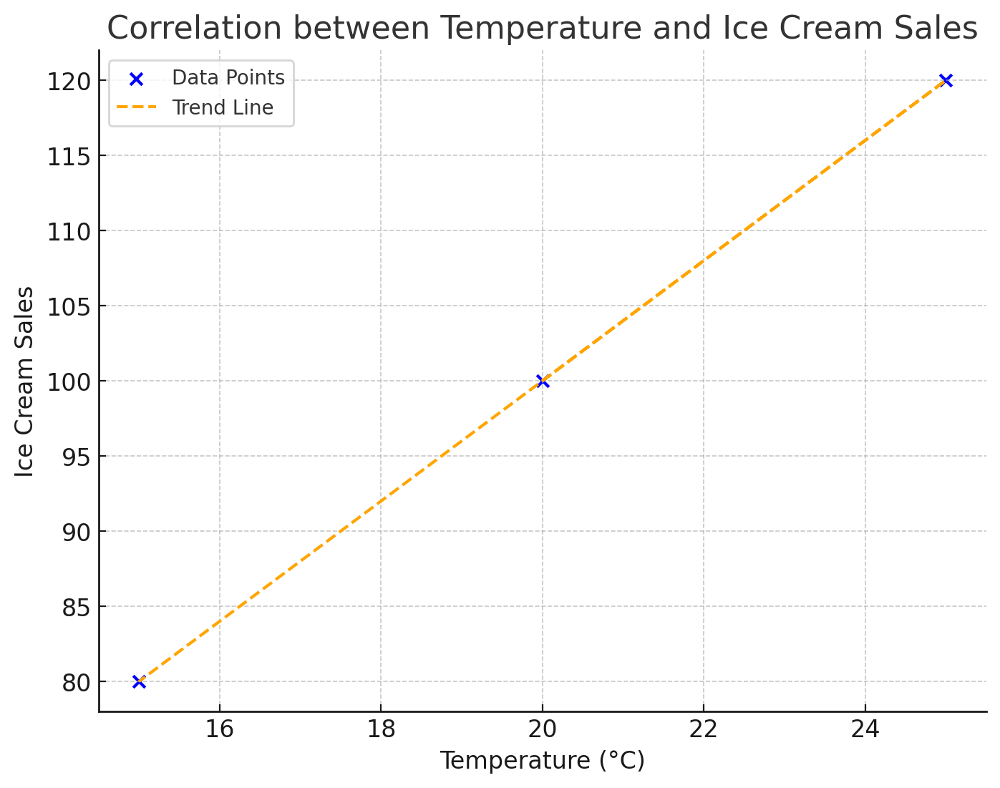 Correlation between Temperature and Ice Cream Sales
Data Points
Trend Line
120
115
110
105
100
95
90
85
80
Ice Cream Sales
16 18 20 22 24
Temperature (°C)